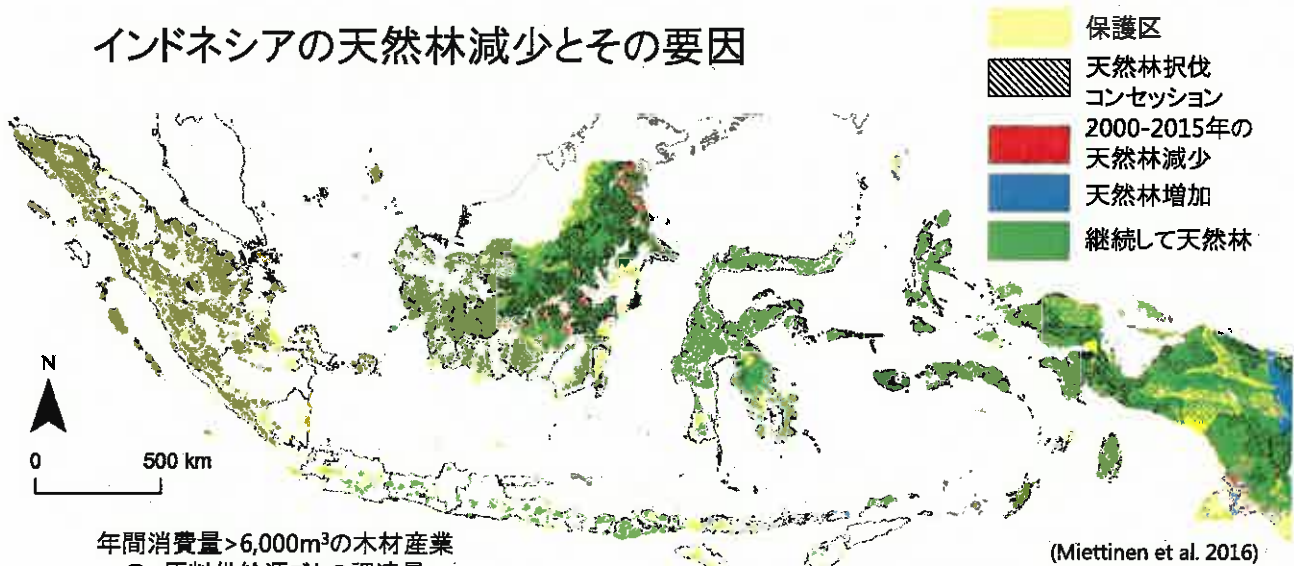 インドネシアの天然林減少とその要因
保護区
天然林択伐
コンセッション
2000-2015年の
天然林減少
天然林増加
継続して天然林
N
0 500 km
年間消費量>6,000m³の木材産業
(Miettinen et al. 2016)